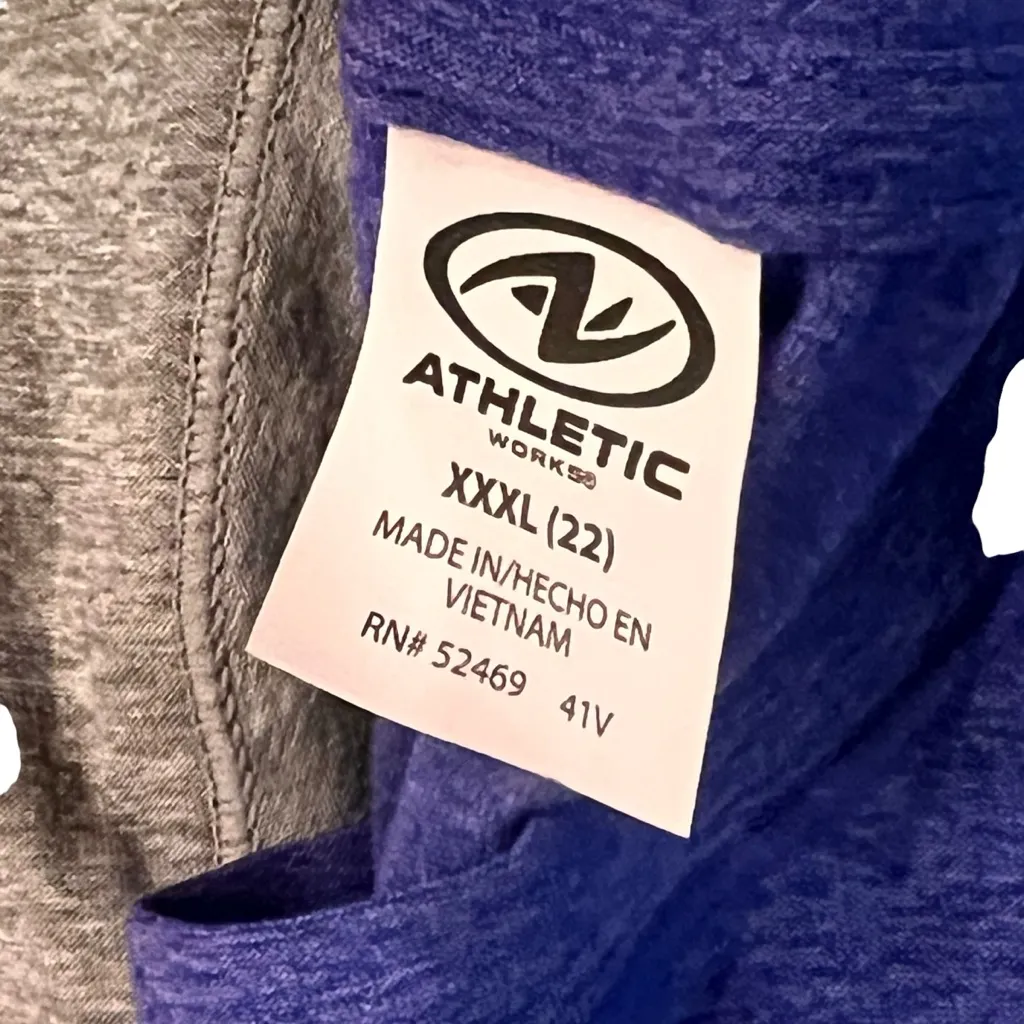 ATHLETIC
WORKS
XXXL (22)
MADE IN/HECHO EN
VIETNAM
RN# 52469 41V